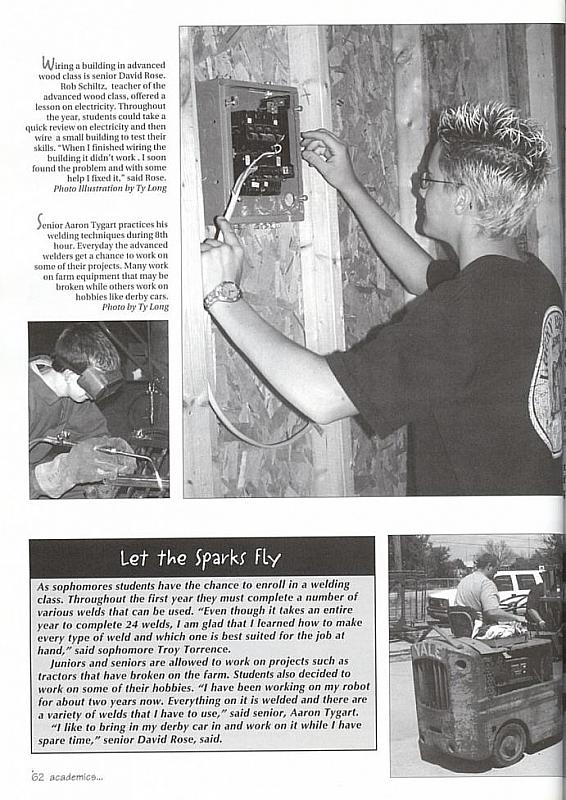 Wiring a building in advanced
wood class is senior David Rose.
Rob Schiltz, teacher of the
advanced wood class, offered a
lesson on electricity. Throughout
the year, students could take a
quick review on electricity and then
wire a small building to test their
skills. "When I finished wiring the
building it didn't work . I soon
found the problem and with some
help I fixed it," said Rose.
Photo Illustration by Ty Long
Senior Aaron Tygart practices his
welding techniques during 8th
hour. Everyday the advanced
welders get a chance to work on
some of their projects. Many work
on farm equipment that may be
broken while others work on
hobbies like derby cars.
Photo by Ty Long
Let the Sparks Fly
As sophomores students have the chance to enroll in a welding
class. Throughout the first year they must complete a number of
various welds that can be used. "Even though it takes an entire
year to complete 24 welds, I am glad that I learned how to make
every type of weld and which one is best suited for the job at
hand," said sophomore Troy Torrence.
Juniors and seniors are allowed to work on projects such as
tractors that have broken on the farm. Students also decided to
work on some of their hobbies. "I have been working on my robot
for about two years now. Everything on it is welded and there are
a variety of welds that I have to use," said senior, Aaron Tygart.
"I like to bring in my derby car in and work on it while I have
spare time," senior David Rose, said.
YALE
62 academics...